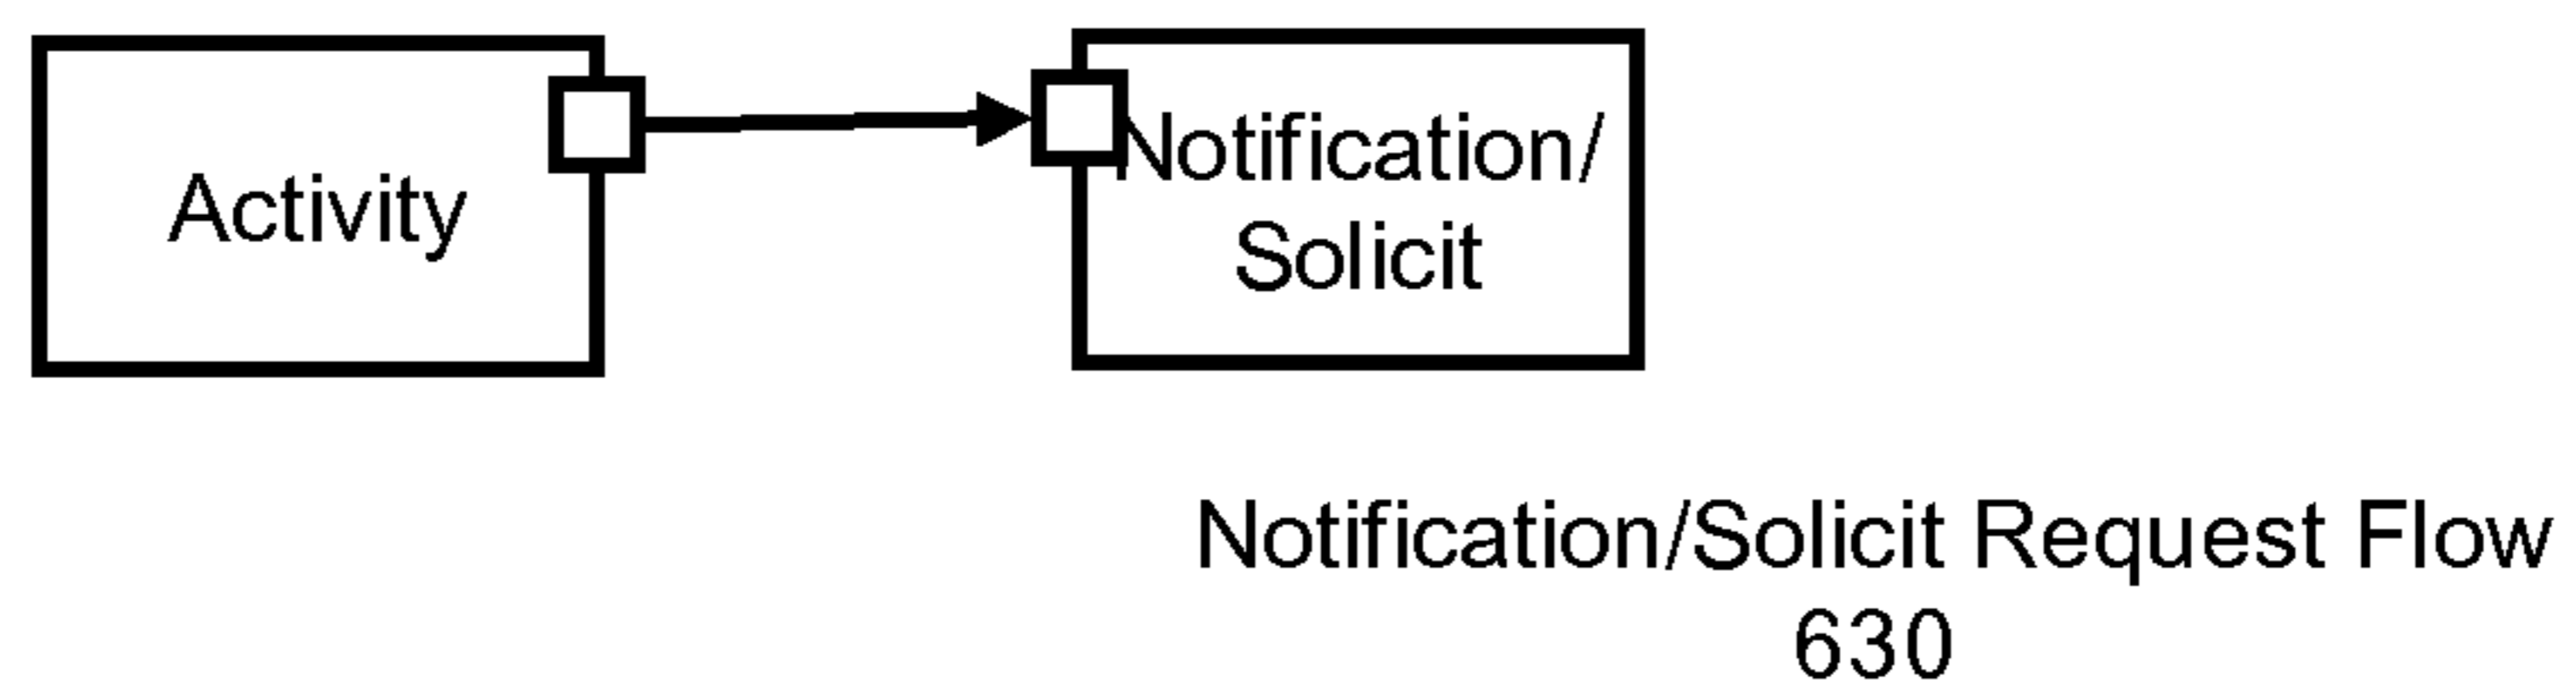 Activity
Notification/
Solicit
Notification/Solicit Request Flow
630